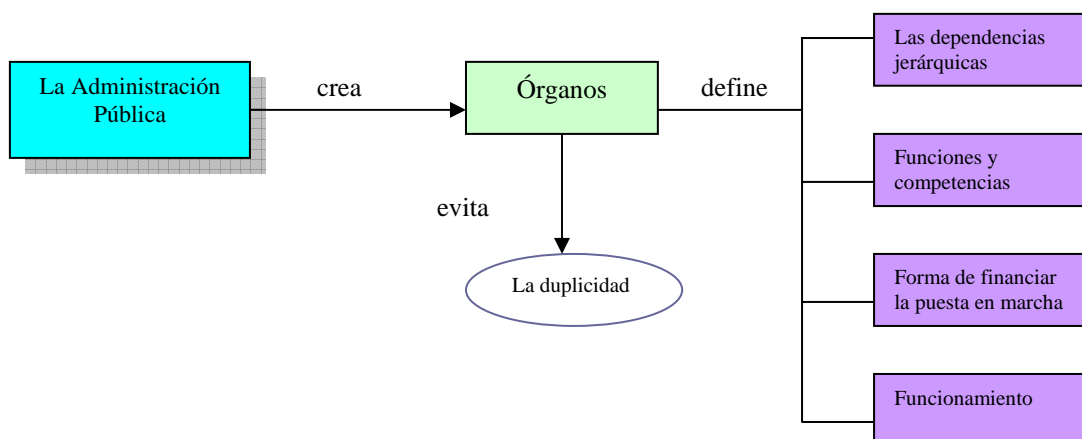 La Administración
Pública
crea
Órganos
define
evita
La duplicidad
Las dependencias
jerárquicas
Funciones y
competencias
Forma de financiar
la puesta en marcha
Funcionamiento